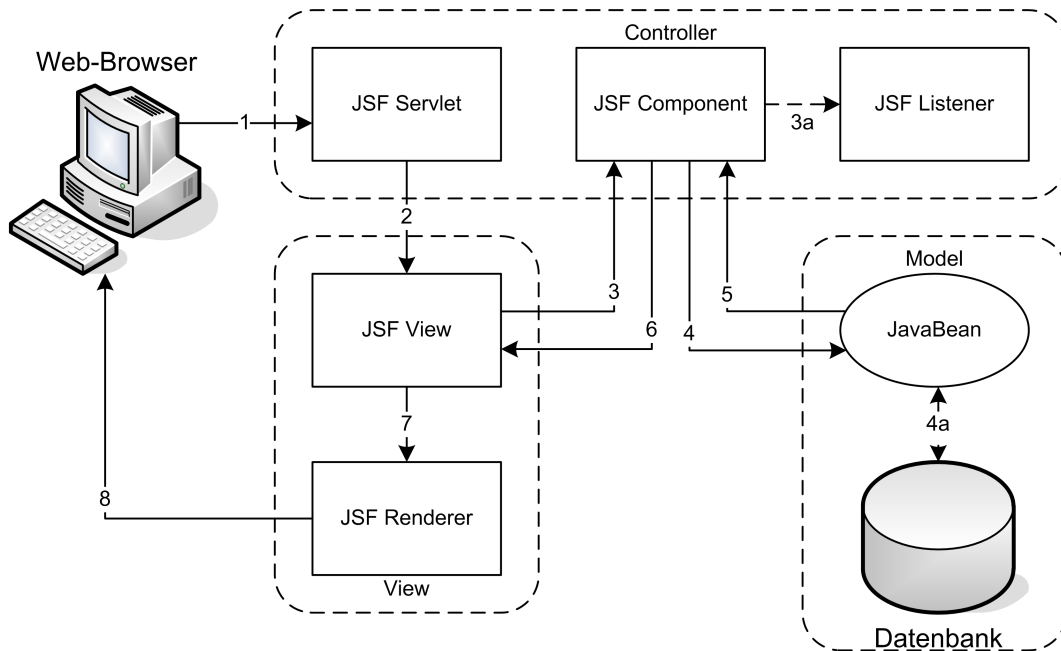 Controller
Web-Browser
JSF Servlet
JSF Component
JSF Listener
1
3a
2
Model
3
5
JSF View
6
4
JavaBean
7
4a
8
JSF Renderer
View
Datenbank